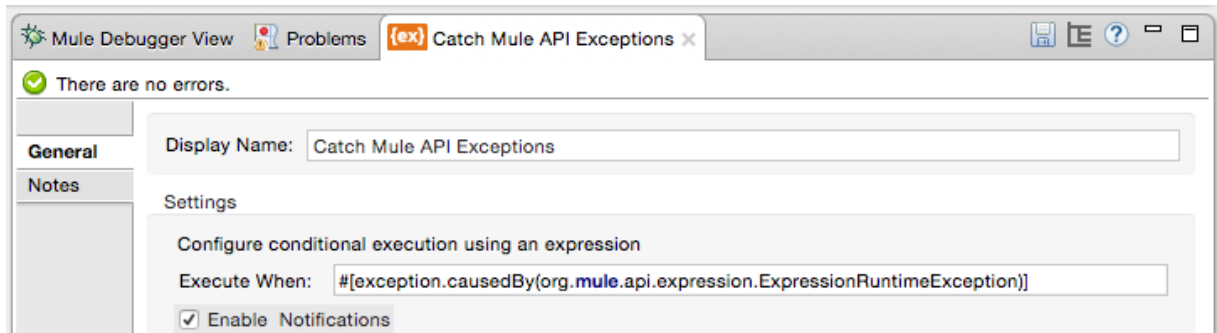 Mule Debugger View Problems {ex} Catch Mule API Exceptions
There are no errors.
General
Notes
Display Name: Catch Mule API Exceptions
Settings
Configure conditional execution using an expression
Execute When: #[exception.causedBy(org.mule.api.expression.ExpressionRuntimeException)]
Enable Notifications